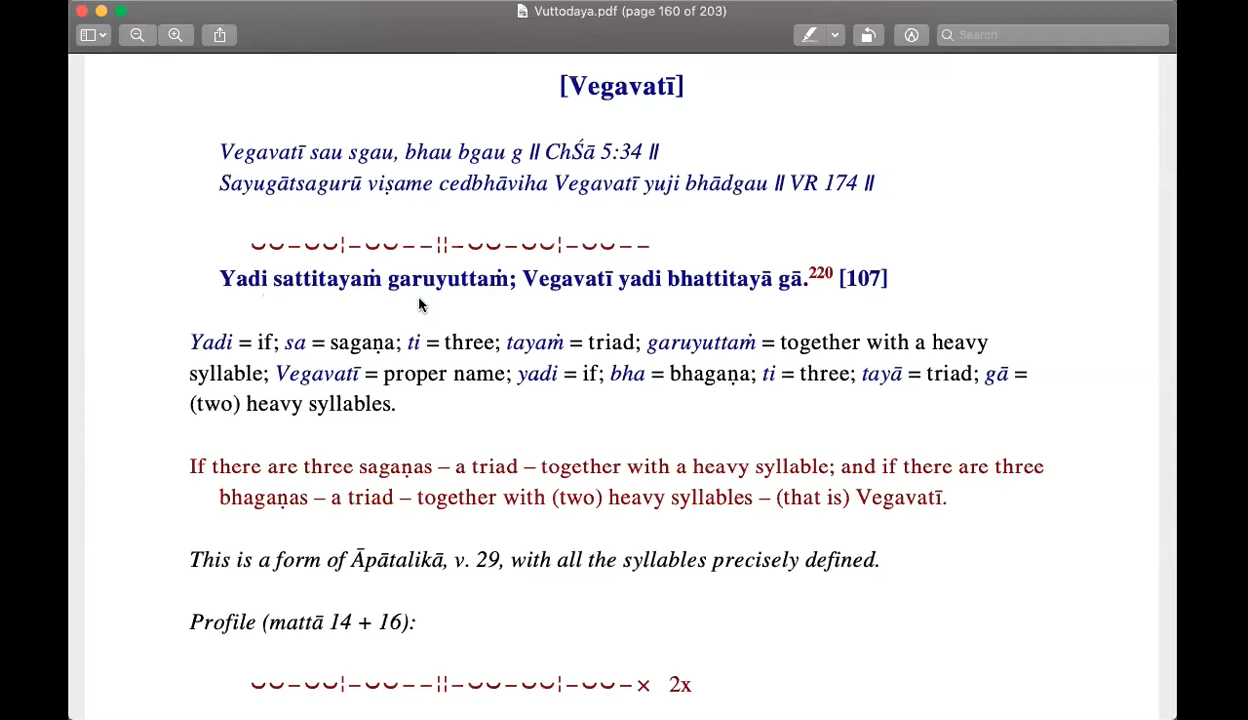 Vuttodaya.pdf (page 160 of 203)
Search
[Vegavatī]
Vegavatī sau sgau, bhau bgau g ǁ ChŚā 5:34 ǁ
Sayugātsagurū viṣame cedbhāviha Vegavatī yuji bhādgau ǁ VR 174 ǁ
⏑⏑−⏑⏑¦−⏑⏑−−¦¦−⏑⏑−⏑⏑¦−⏑⏑−−
Yadi sattitayaṁ garuyuttaṁ; Vegavatī yadi bhattitayā gā.220 [107]
Yadi = if; sa = sagaṇa; ti = three; tayaṁ = triad; garuyuttaṁ = together with a heavy
syllable; Vegavatī = proper name; yadi = if; bha = bhagaṇa; ti = three; tayā = triad; gā =
(two) heavy syllables.
If there are three sagaṇas – a triad – together with a heavy syllable; and if there are three
bhagaṇas – a triad – together with (two) heavy syllables – (that is) Vegavatī.
This is a form of Āpātalikā, v. 29, with all the syllables precisely defined.
Profile (mattā 14 + 16):
⏑⏑−⏑⏑¦−⏑⏑−−¦¦−⏑⏑−⏑⏑¦−⏑⏑−× 2x